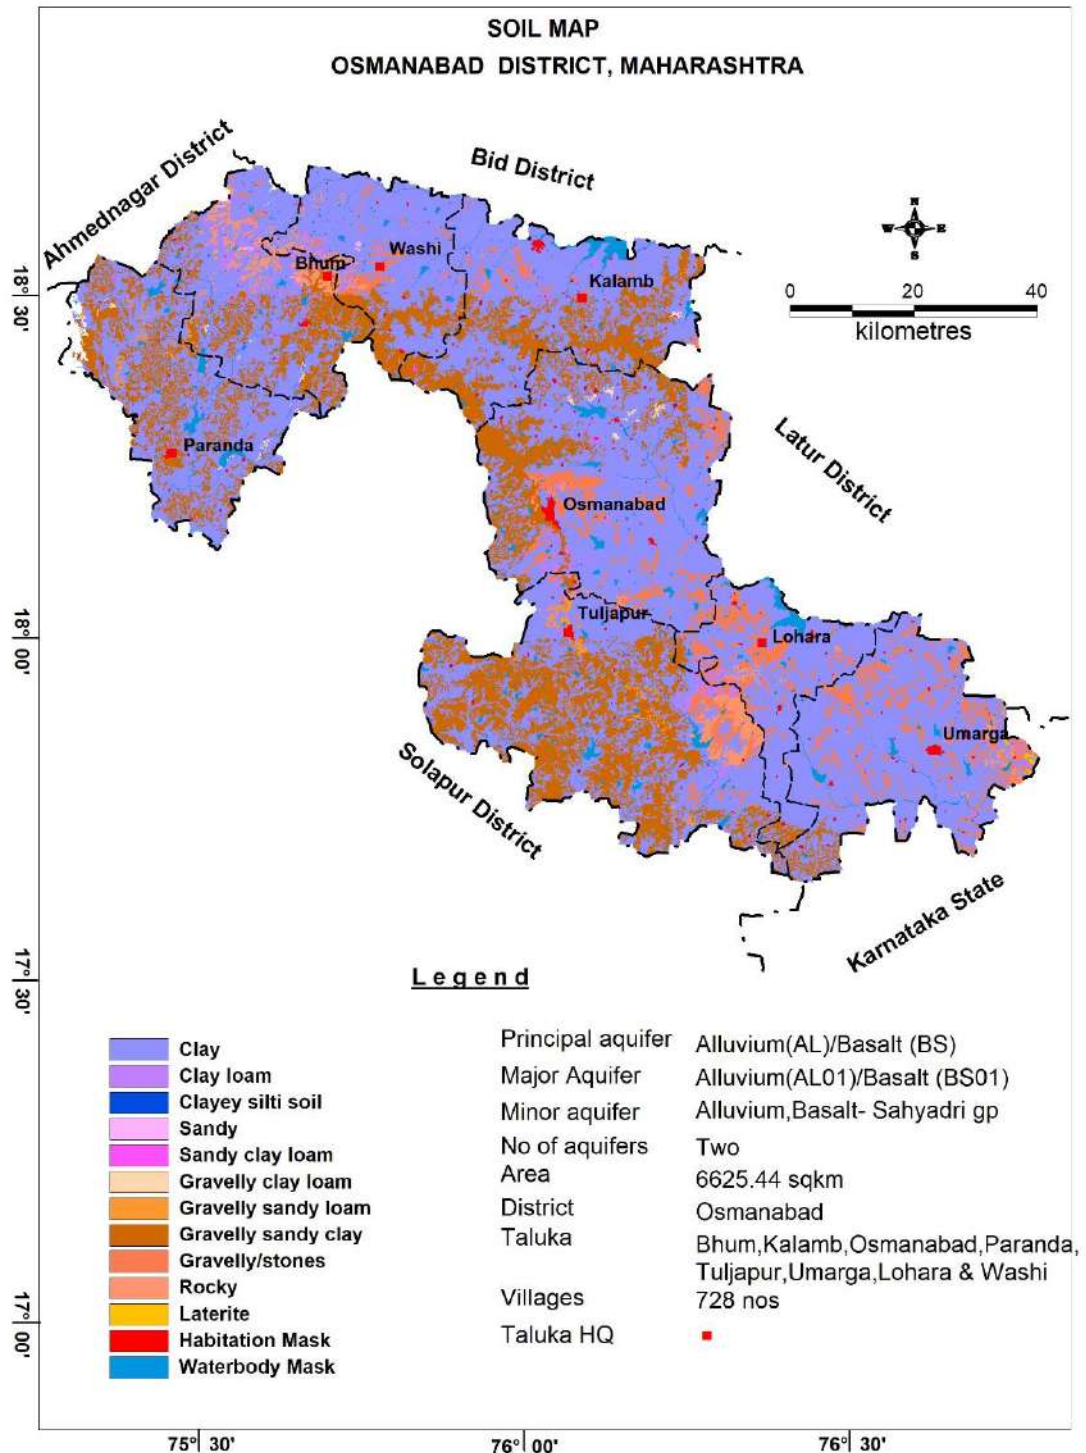 SOIL MAP
OSMANABAD DISTRICT, MAHARASHTRA
Ahmednagar District
Bid District
N
W E
S
Washi
Bhum
Kalamb
0 20 40
kilometres
18° 30'
Paranda
Latur District
Osmanabad
Tuljapur
Lohara
18° 00'
Umarga
Solapur District
Karnataka State
17° 30'
Legend
Clay
Clay loam
Clayey silti soil
Sandy
Sandy clay loam
Gravelly clay loam
Gravelly sandy loam
Gravelly sandy clay
Gravelly/stones
Rocky
Laterite
Habitation Mask
Waterbody Mask
Principal aquifer Alluvium(AL)/Basalt (BS)
Major Aquifer Alluvium(AL01)/Basalt (BS01)
Minor aquifer Alluvium,Basalt- Sahyadri gp
No of aquifers Two
Area 6625.44 sqkm
District Osmanabad
Taluka Bhum,Kalamb,Osmanabad,Paranda,
Tuljapur,Umarga,Lohara & Washi
Villages 728 nos
Taluka HQ
17° 00'
75° 30' 76° 00' 76° 30'